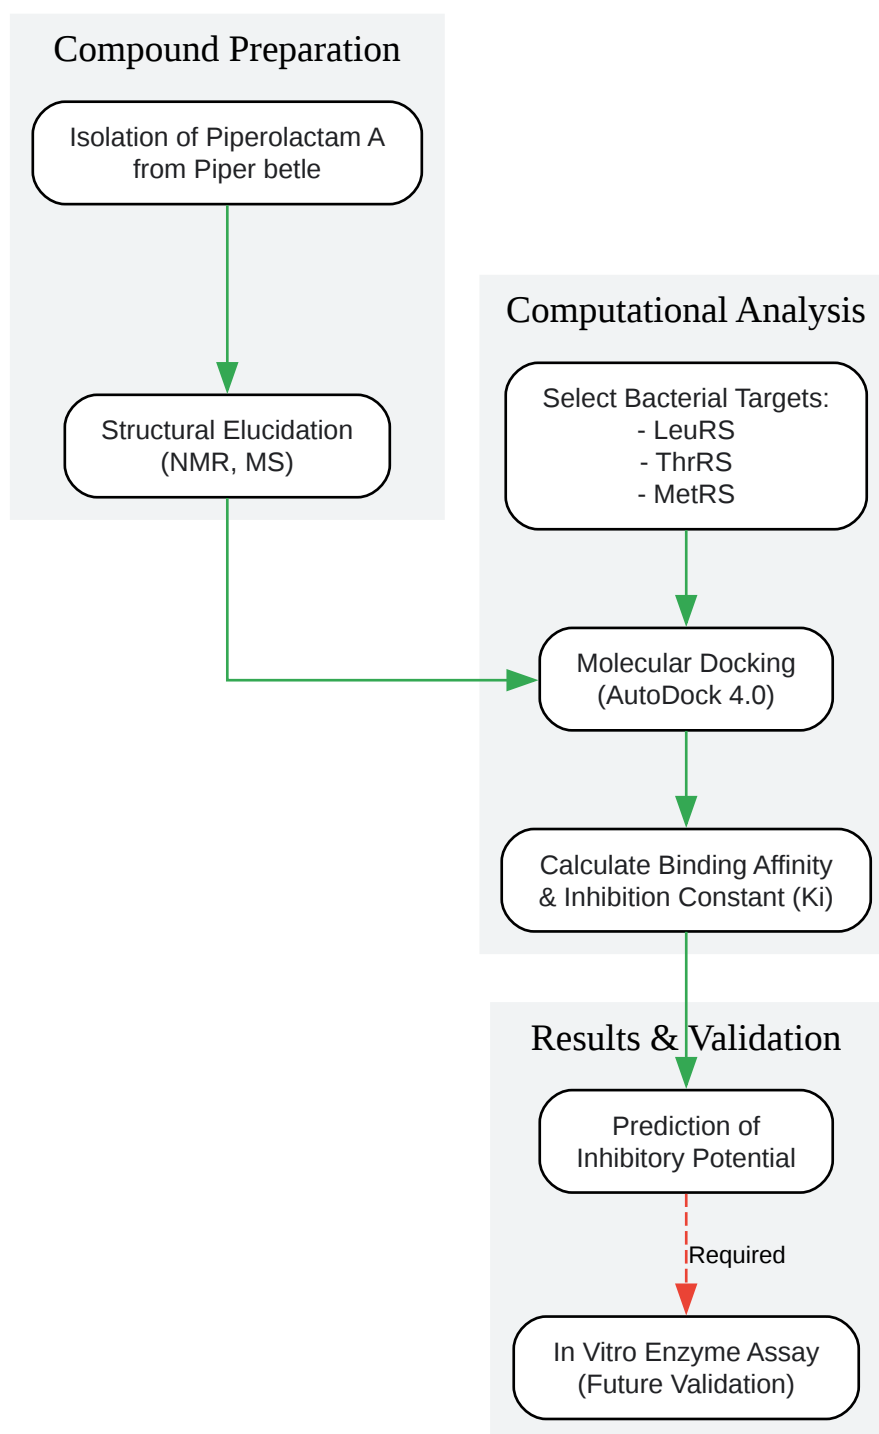 Compound Preparation
Isolation of Piperolactam A
from Piper betle
Structural Elucidation
(NMR, MS)
Computational Analysis
Select Bacterial Targets:
- LeuRS
- ThrRS
- MetRS
Molecular Docking
(AutoDock 4.0)
Calculate Binding Affinity
& Inhibition Constant (Ki)
Results & Validation
Prediction of
Inhibitory Potential
Required
In Vitro Enzyme Assay
(Future Validation)